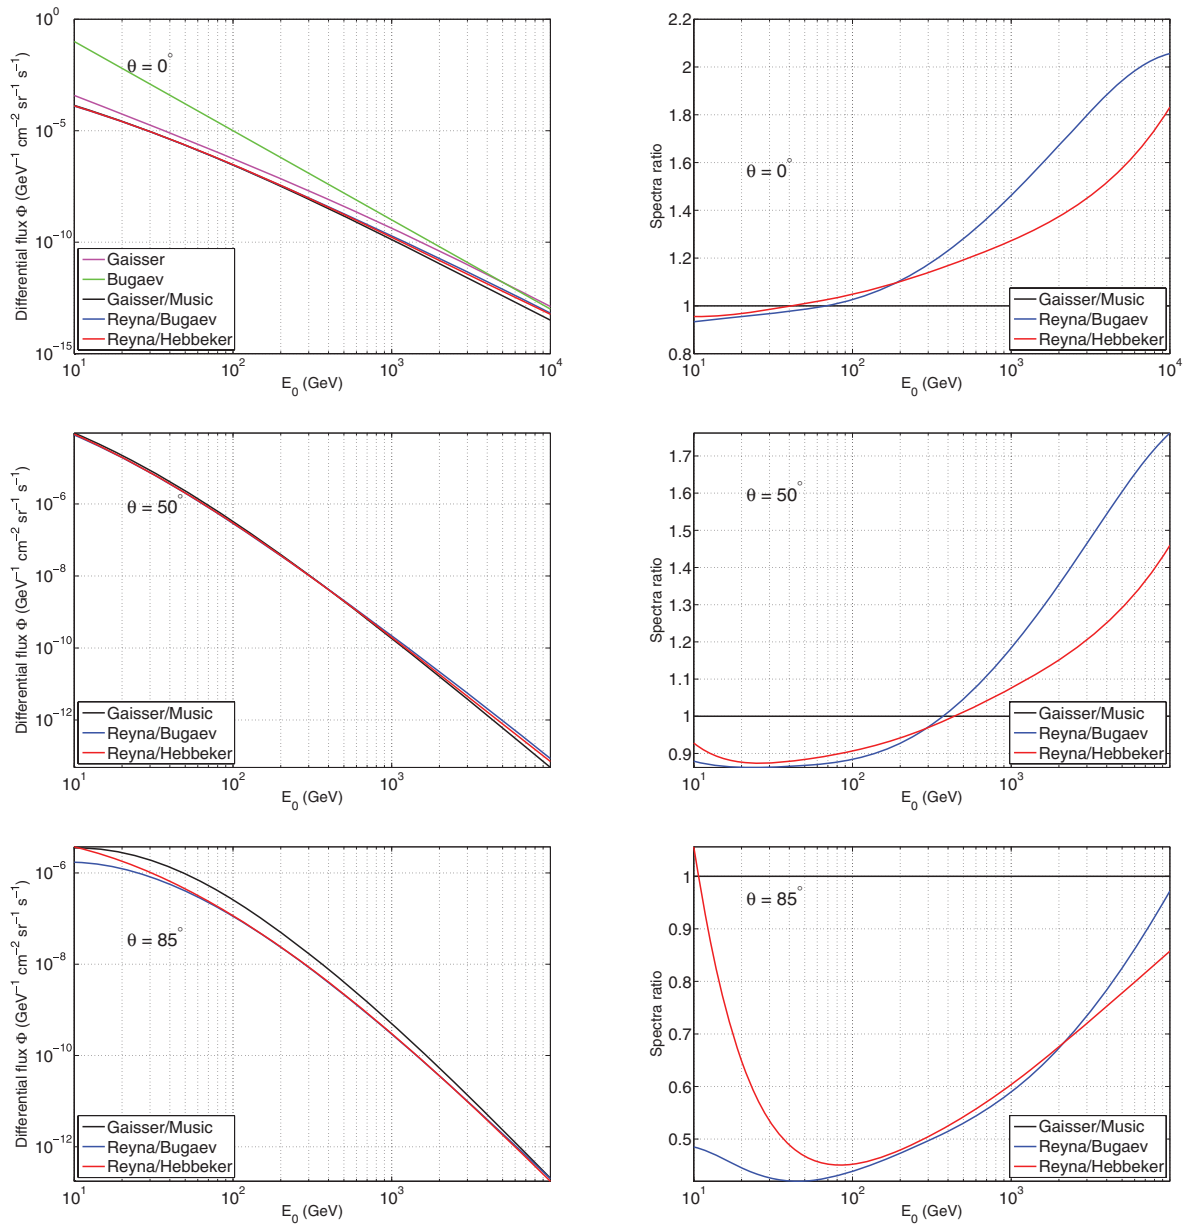 10^0
10^−5
10^−10
10^−15
Differential flux Φ (GeV^−1 cm^−2 sr^−1 s^−1)
θ = 0°
Gaisser
Bugaev
Gaisser/Music
Reyna/Bugaev
Reyna/Hebbeker
10^1 10^2 10^3 10^4
E_0 (GeV)
2.2
2
1.8
1.6
1.4
1.2
1
0.8
Spectra ratio
θ = 0°
Gaisser/Music
Reyna/Bugaev
Reyna/Hebbeker
10^1 10^2 10^3 10^4
E_0 (GeV)
10^−6
10^−8
10^−10
10^−12
Differential flux Φ (GeV^−1 cm^−2 sr^−1 s^−1)
θ = 50°
Gaisser/Music
Reyna/Bugaev
Reyna/Hebbeker
10^1 10^2 10^3
E_0 (GeV)
1.7
1.6
1.5
1.4
1.3
1.2
1.1
1
0.9
Spectra ratio
θ = 50°
Gaisser/Music
Reyna/Bugaev
Reyna/Hebbeker
10^1 10^2 10^3
E_0 (GeV)
10^−6
10^−8
10^−10
10^−12
Differential flux Φ (GeV^−1 cm^−2 sr^−1 s^−1)
θ = 85°
Gaisser/Music
Reyna/Bugaev
Reyna/Hebbeker
10^1 10^2 10^3
E_0 (GeV)
1
0.9
0.8
0.7
0.6
0.5
Spectra ratio
θ = 85°
Gaisser/Music
Reyna/Bugaev
Reyna/Hebbeker
10^1 10^2 10^3
E_0 (GeV)